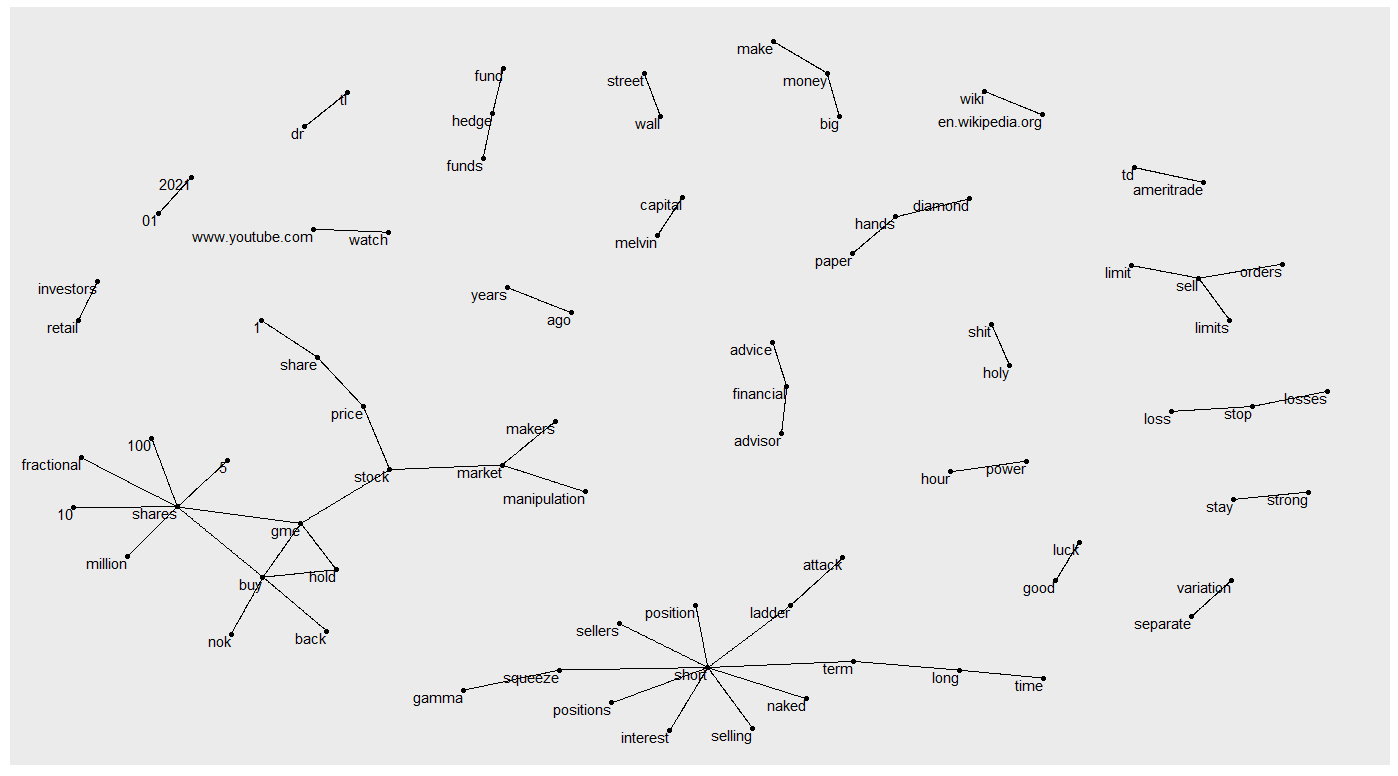 make
fund
street
money
tl
hedge
wall
big
wiki
en.wikipedia.org
dr
funds
td
ameritrade
2021
01
capital
diamond
hands
www.youtube.com
watch
melvin
paper
limit
sell
orders
investors
years
retail
1
ago
limits
shit
share
advice
holy
financial
price
losses
loss
stop
makers
advisor
100
fractional
5
stock
market
power
hour
manipulation
10
shares
stay
strong
gme
million
buy
hold
luck
attack
good
variation
nok
back
position
ladder
sellers
separate
squeeze
short
term
long
time
gamma
positions
naked
interest
selling